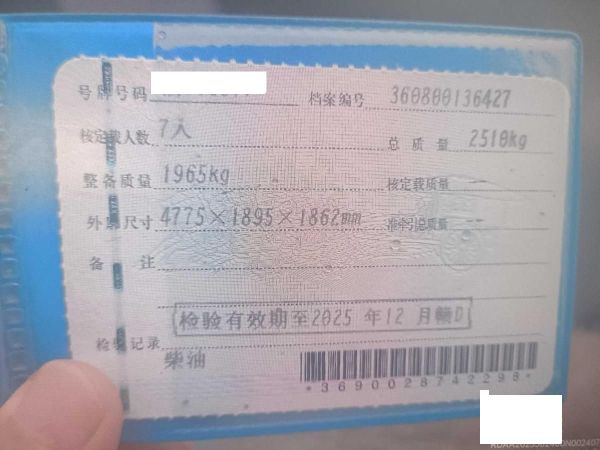 号牌号码 档案编号 360800136427
核定载人数 7人 总质量 2510kg
整备质量 1965kg 核定载质量 --
外廓尺寸 4775×1895×1862mm 准牵引总质量 --
备注
检验有效期至2025 年12 月赣D
检验记录
柴油
*3690028742298*